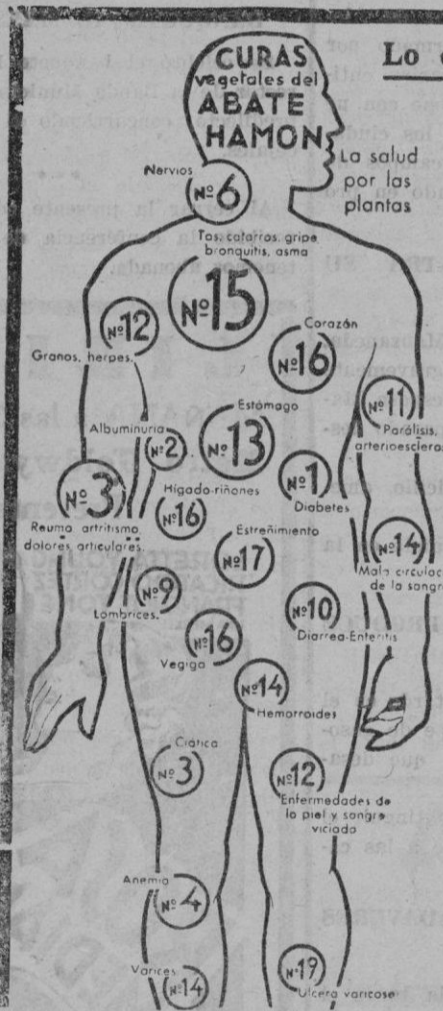 CURAS
vegetales del
ABATE
HAMON
Lo
La salud
por las
plantas
Nervios
Nº6
Tos, catarros, gripe,
bronquitis, asma
Nº15
Nº12
Granos, herpes.
Corazón
Nº16
Nº11
Parálisis,
Albuminuria
Nº2
Estómago
Nº13
Nº3
Reuma, artritismo,
dolores articulares
Hígado-riñones
Nº16
Nº1
Diabetes
Estreñimiento
Nº17
Nº14
Mala
de la sangre
Nº9
Lombrices.
Nº16
Vegiga
Nº10
Diarrea-Enteritis
Nº14
Hemorroides
Ciática
Nº3
Nº12
Enfermedades de
la piel y sangre
viciada
Anemia
Nº4
Varices
Nº14
Nº19
Ulcera varicosa